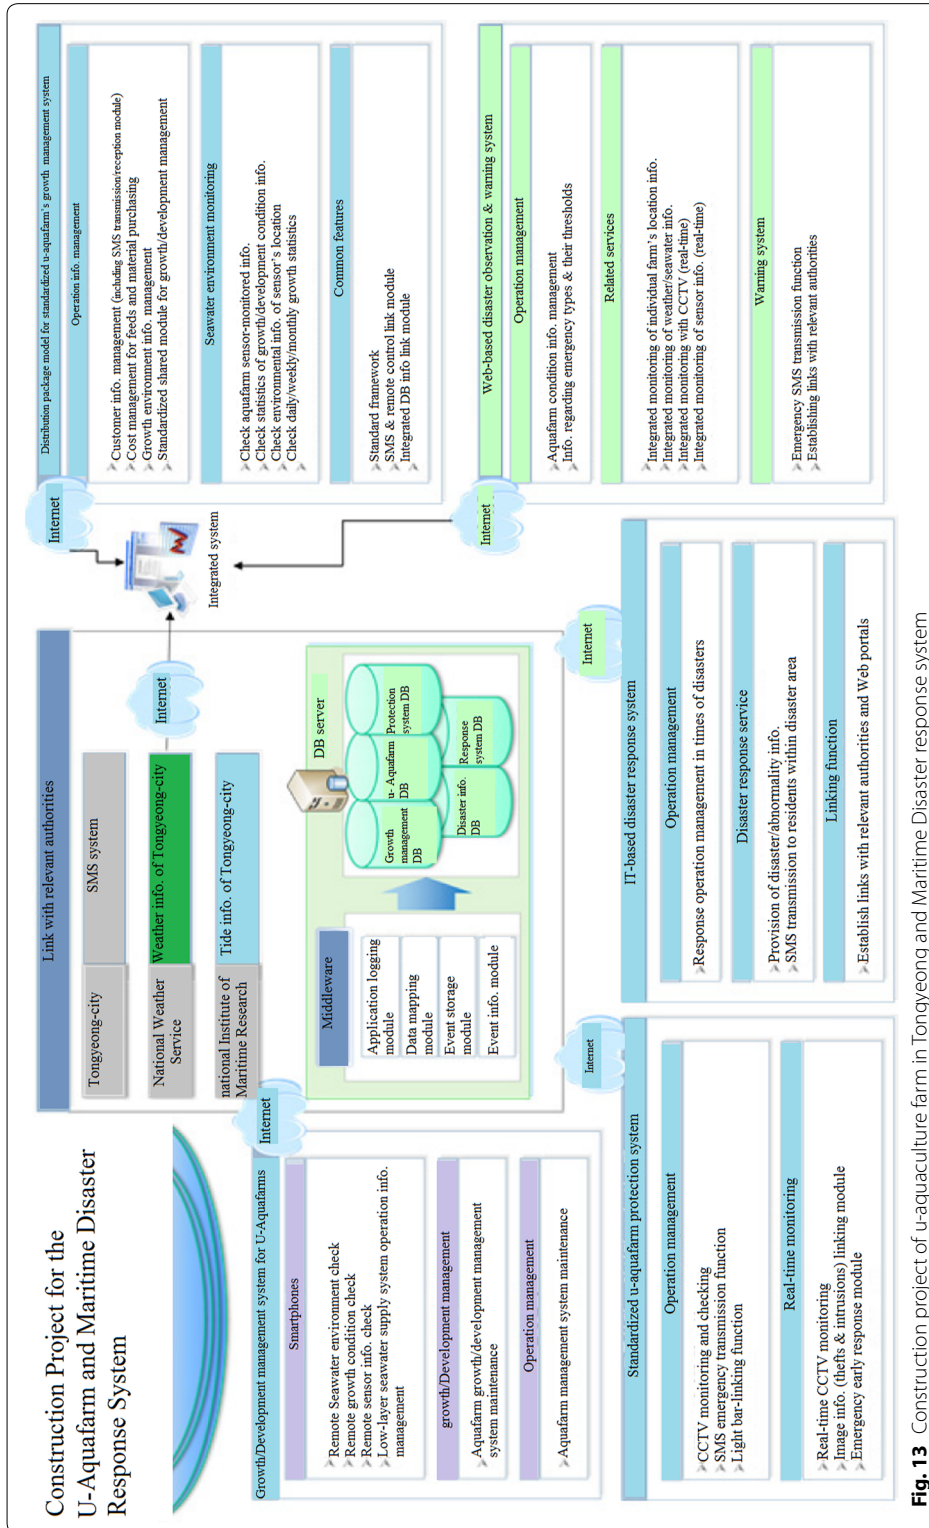 Construction Project for the
U-Aquafarm and Maritime Disaster
Response System
Link with relevant authorities
Tongyeong-city
SMS system
National Weather
Service
Weather info. of Tongyeong-city
national Institute of
Maritime Research
Tide info. of Tongyeong-city
Internet
Integrated system
Internet
Distribution package model for standardized u-aquafarm's growth management system
Operation info. management
Customer info. management (including SMS transmission/reception module)
Cost management for feeds and material purchasing
Growth environment info. management
Standardized shared module for growth/development management
Seawater environment monitoring
Check aquafarm sensor-monitored info.
Check statistics of growth/development condition info.
Check environmental info. of sensor's location
Check daily/weekly/monthly growth statistics
Common features
Standard framework
SMS & remote control link module
Integrated DB info link module
Internet
Growth/Development management system for U-Aquafarms
Smartphones
Remote Seawater environment check
Remote growth condition check
Remote sensor info. check
Low-layer seawater supply system operation info.
management
growth/Development management
Aquafarm growth/development management
system maintenance
Operation management
Aquafarm management system maintenance
Middleware
Application logging
module
Data mapping
module
Event storage
module
Event info. module
DB server
Growth
management
DB
u- Aquafarm
DB
Protection
system DB
Disaster info.
DB
Response
system DB
Internet
Web-based disaster observation & warning system
Operation management
Aquafarm condition info. management
Info. regarding emergency types & their thresholds
Related services
Integrated monitoring of individual farm's location info.
Integrated monitoring of weather/seawater info.
Integrated monitoring with CCTV (real-time)
Integrated monitoring of sensor info. (real-time)
Warning system
Emergency SMS transmission function
Establishing links with relevant authorities
Internet
Standardized u-aquafarm protection system
Operation management
CCTV monitoring and checking
SMS emergency transmission function
Light bar-linking function
Real-time monitoring
Real-time CCTV monitoring
Image info. (thefts & intrusions) linking module
Emergency early response module
Internet
IT-based disaster response system
Operation management
Response operation management in times of disasters
Disaster response service
Provision of disaster/abnormality info.
SMS transmission to residents within disaster area
Linking function
Establish links with relevant authorities and Web portals
Fig. 13 Construction project of u-aquaculture farm in Tongyeong and Maritime Disaster response system